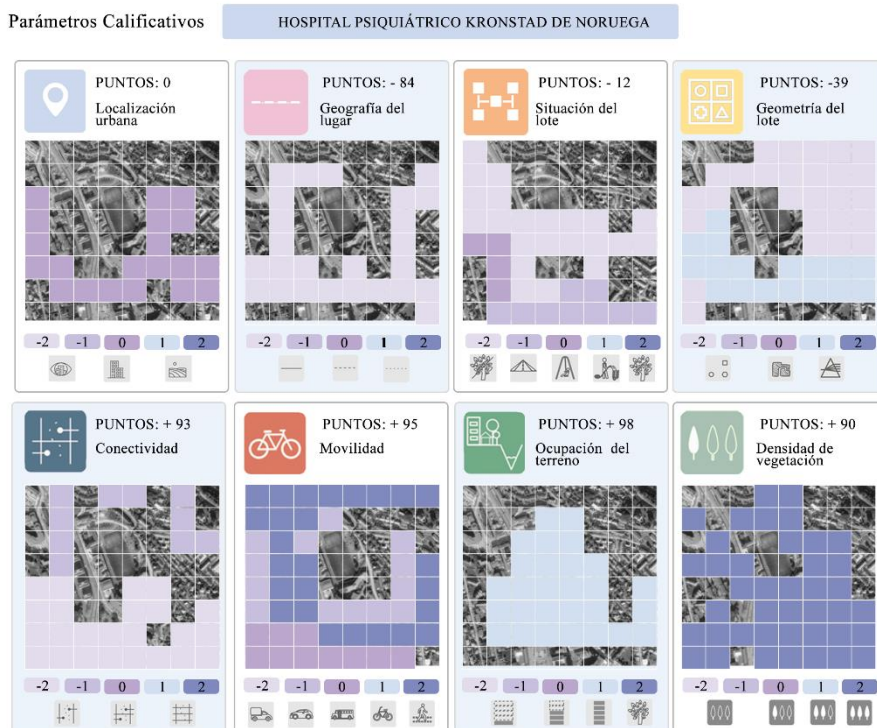 Parámetros Calificativos
HOSPITAL PSIQUIÁTRICO KRONSTAD DE NORUEGA
PUNTOS: 0
Localización
urbana
-2 -1 0 1 2
PUNTOS: - 84
Geografía del
lugar
-2 -1 0 1 2
PUNTOS: - 12
Situación del
lote
-2 -1 0 1 2
PUNTOS: -39
Geometría del
lote
-2 -1 0 1 2
PUNTOS: + 93
Conectividad
-2 -1 0 1 2
PUNTOS: + 95
Movilidad
-2 -1 0 1 2
PUNTOS: + 98
Ocupación del
terreno
-2 -1 0 1 2
PUNTOS: + 90
Densidad de
vegetación
-2 -1 0 1 2